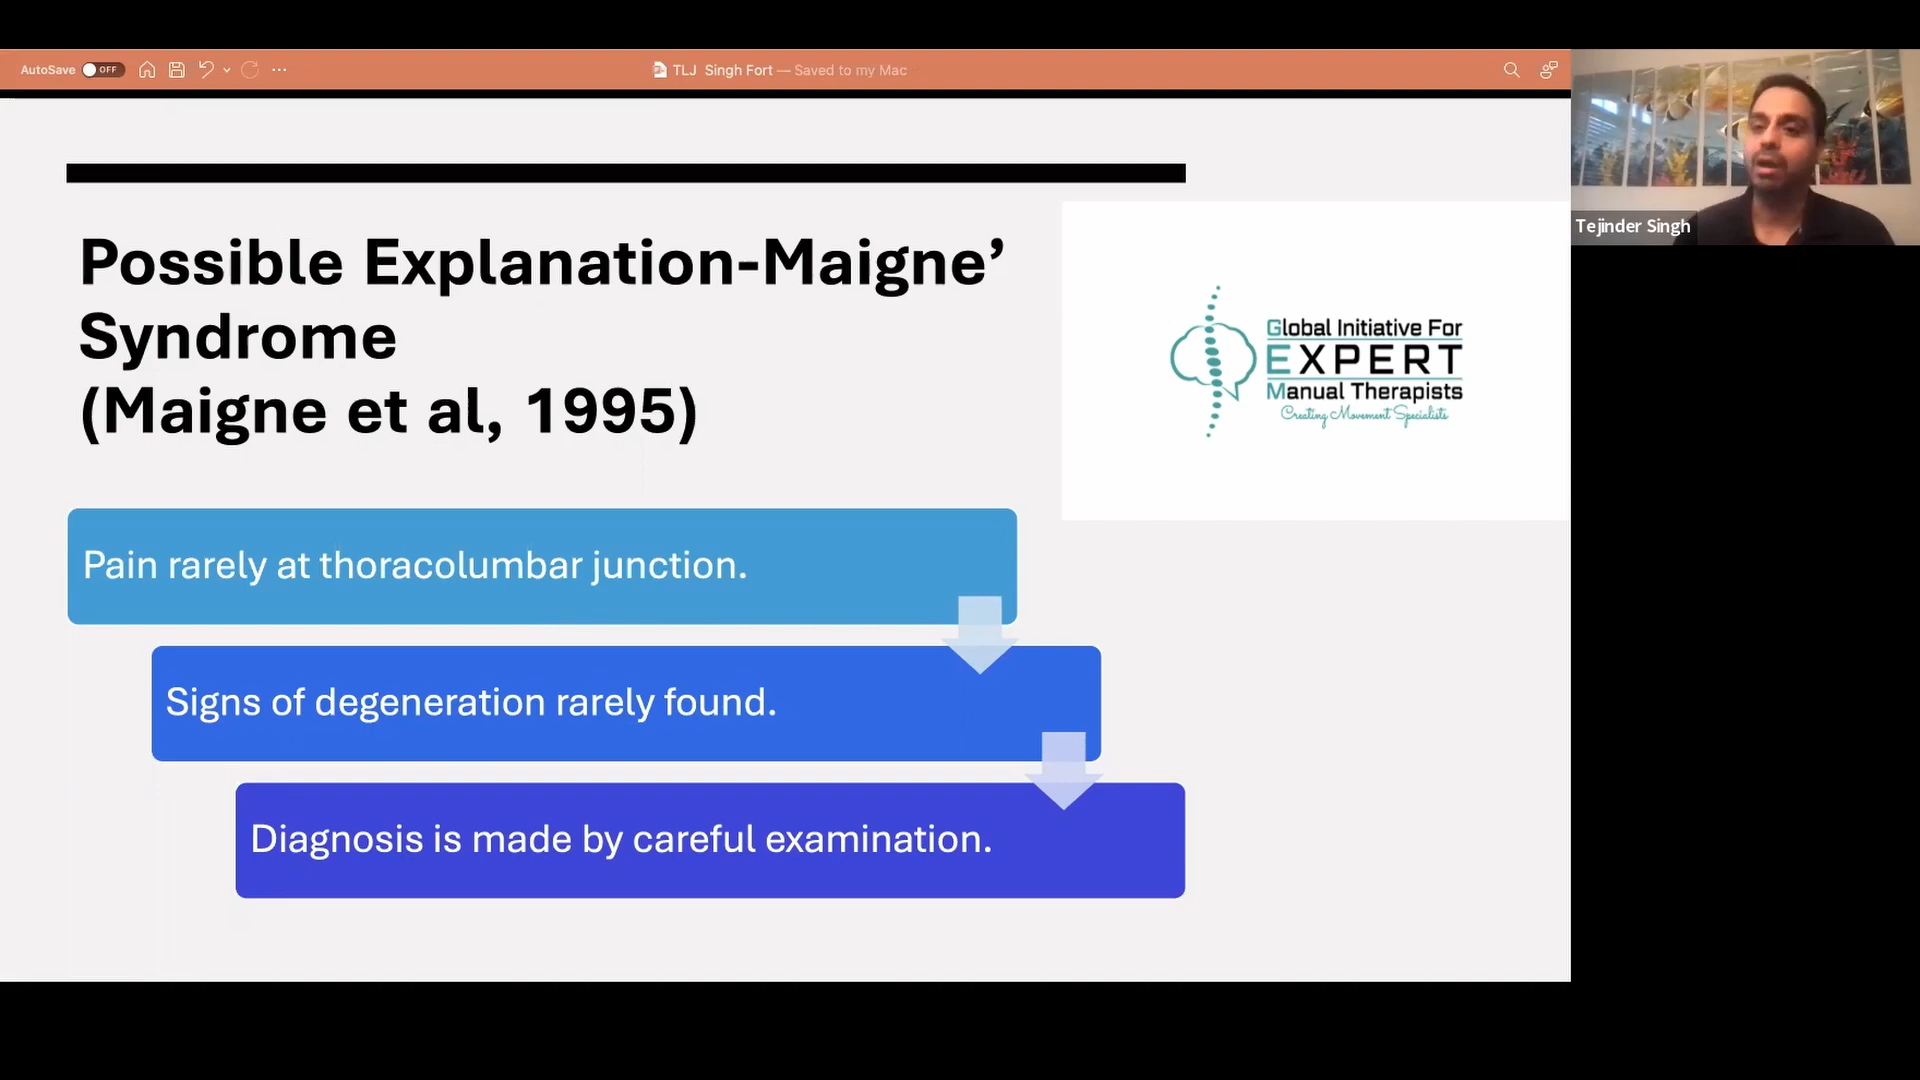 AutoSave OFF
TLJ Singh Fort — Saved to my Mac
Tejinder Singh
Possible Explanation-Maigne’
Syndrome
(Maigne et al, 1995)
Global Initiative For
EXPERT
Manual Therapists
Creating Movement Specialists
Pain rarely at thoracolumbar junction.
Signs of degeneration rarely found.
Diagnosis is made by careful examination.